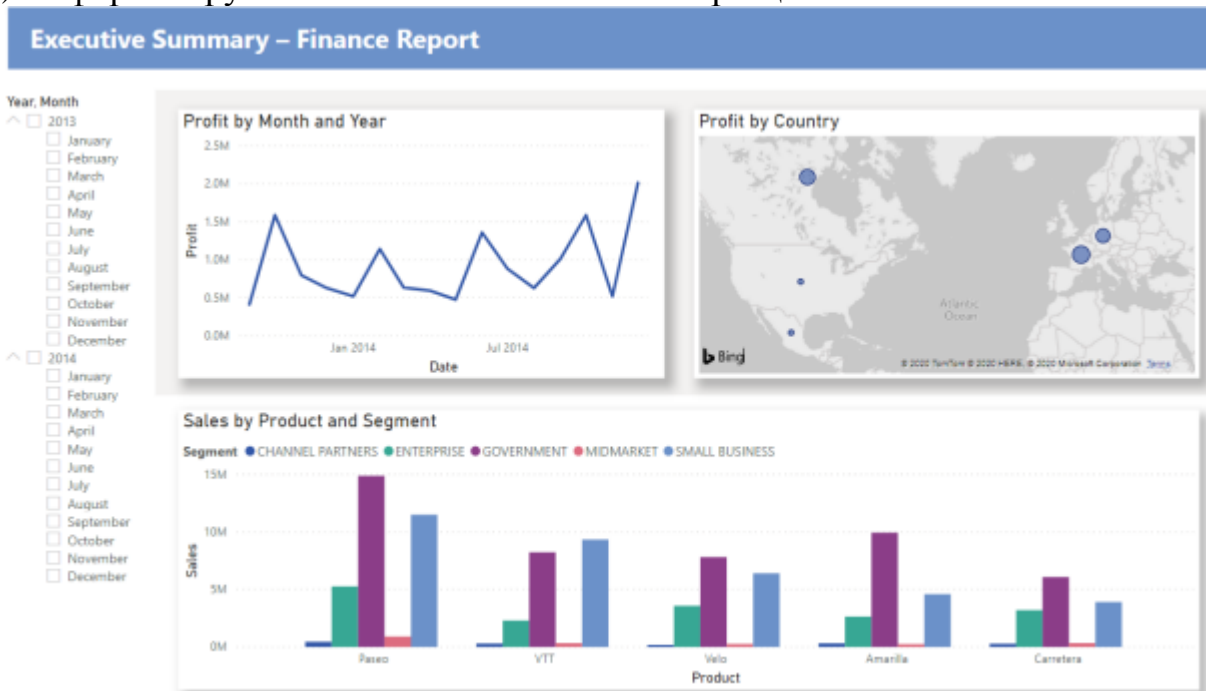 Executive Summary – Finance Report
Year, Month
2013
January
February
March
April
May
June
July
August
September
October
November
December
2014
January
February
March
April
May
June
July
August
September
October
November
December
Profit by Month and Year
2.5M
2.0M
1.5M
1.0M
0.5M
0.0M
Profit
Jan 2014
Jul 2014
Date
Profit by Country
Atlantic
Ocean
Bing
© 2020 TomTom © 2020 HERE, © 2020 Microsoft Corporation Terms
Sales by Product and Segment
Segment CHANNEL PARTNERS ENTERPRISE GOVERNMENT MIDMARKET SMALL BUSINESS
15M
10M
5M
0M
Sales
Paseo VTT Velo Amarilla Carretera
Product